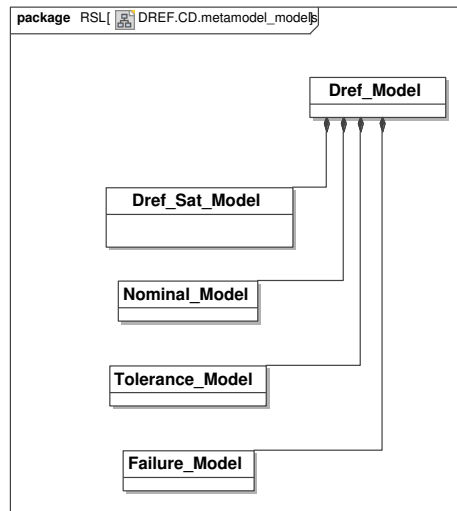 package RSL[ DREF.CD.metamodel_models]
Dref_Model
Dref_Sat_Model
Nominal_Model
Tolerance_Model
Failure_Model